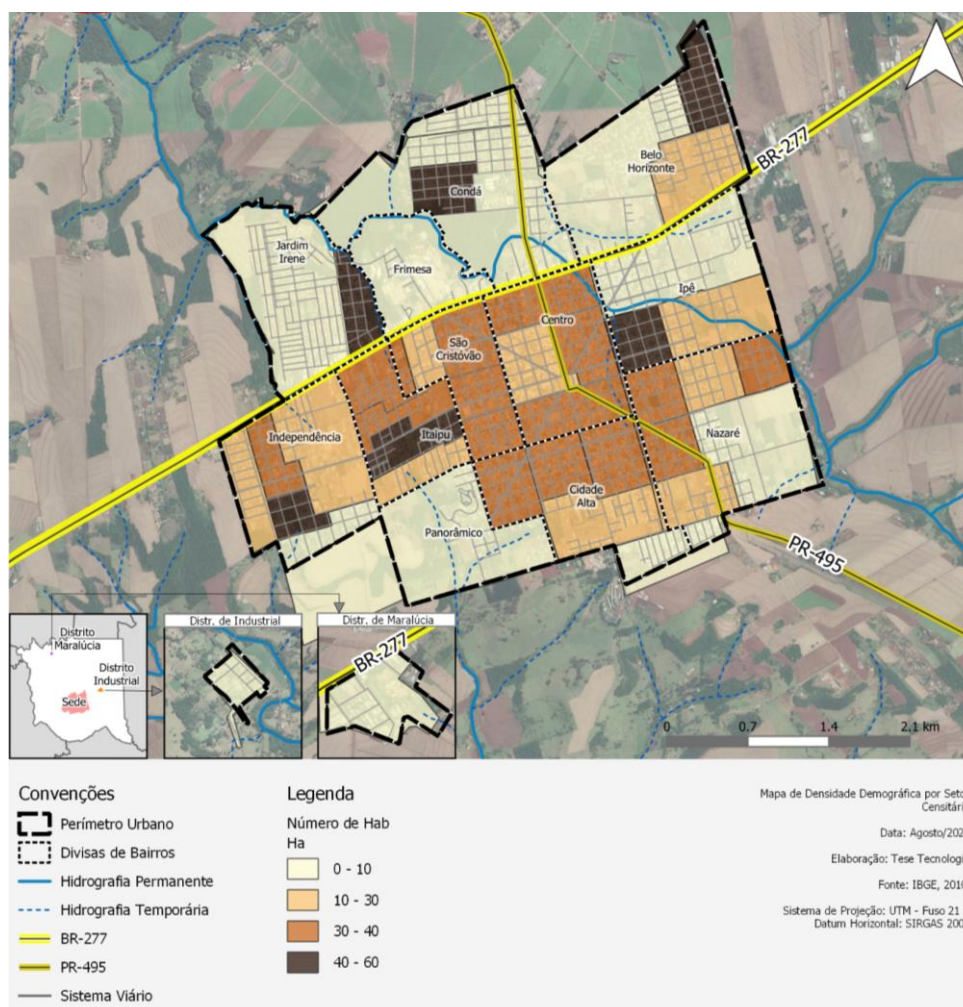 BR-277
Belo
Horizonte
Condá
Jardim
Irene
Frimesa
Ipê
Centro
São
Cristóvão
Independência
Itaipu
Nazaré
Cidade
Alta
Panorâmico
PR-495
Distrito
Maralúcia
Distrito
Industrial
Sede
Distr. de Industrial
Distr. de Maralúcia
BR-277
0 0.7 1.4 2.1 km
Convenções
Perímetro Urbano
Divisas de Bairros
Hidrografia Permanente
Hidrografia Temporária
BR-277
PR-495
Sistema Viário
Legenda
Número de Hab
Ha
0 - 10
10 - 30
30 - 40
40 - 60
Mapa de Densidade Demográfica por Set
Censitári
Data: Agosto/202
Elaboração: Tese Tecnologi
Fonte: IBGE, 201
Sistema de Projeção: UTM - Fuso 21
Datum Horizontal: SIRGAS 200